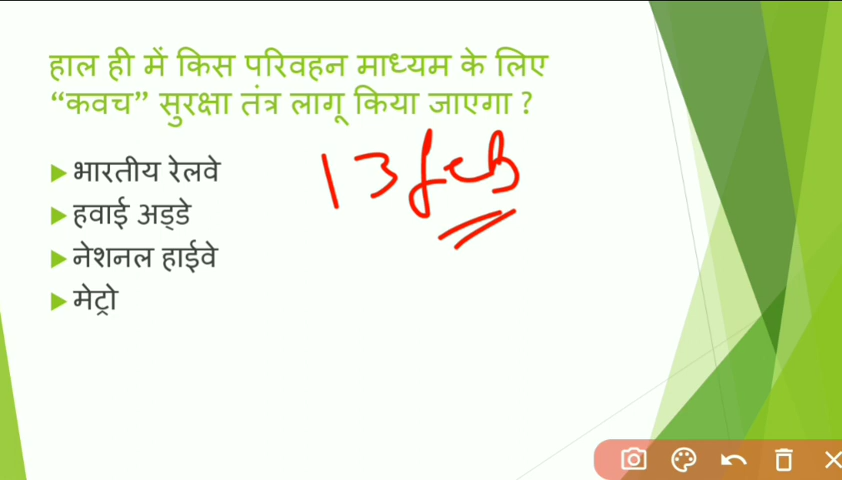 हाल ही में किस परिवहन माध्यम के लिए
“कवच” सुरक्षा तंत्र लागू किया जाएगा ?
भारतीय रेलवे
13 feb
हवाई अड्डे
नेशनल हाईवे
मेट्रो